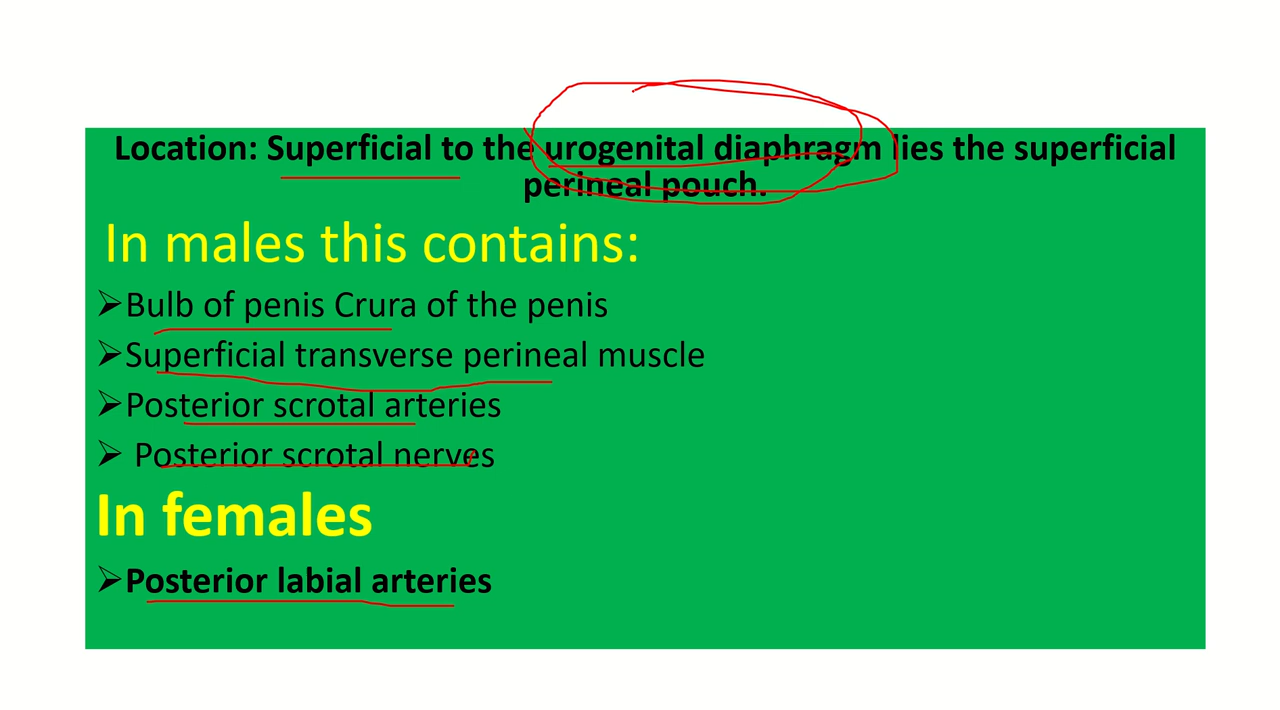 Location: Superficial to the urogenital diaphragm lies the superficial
perineal pouch.
In males this contains:
➢Bulb of penis Crura of the penis
➢Superficial transverse perineal muscle
➢Posterior scrotal arteries
➢ Posterior scrotal nerves
In females
➢Posterior labial arteries